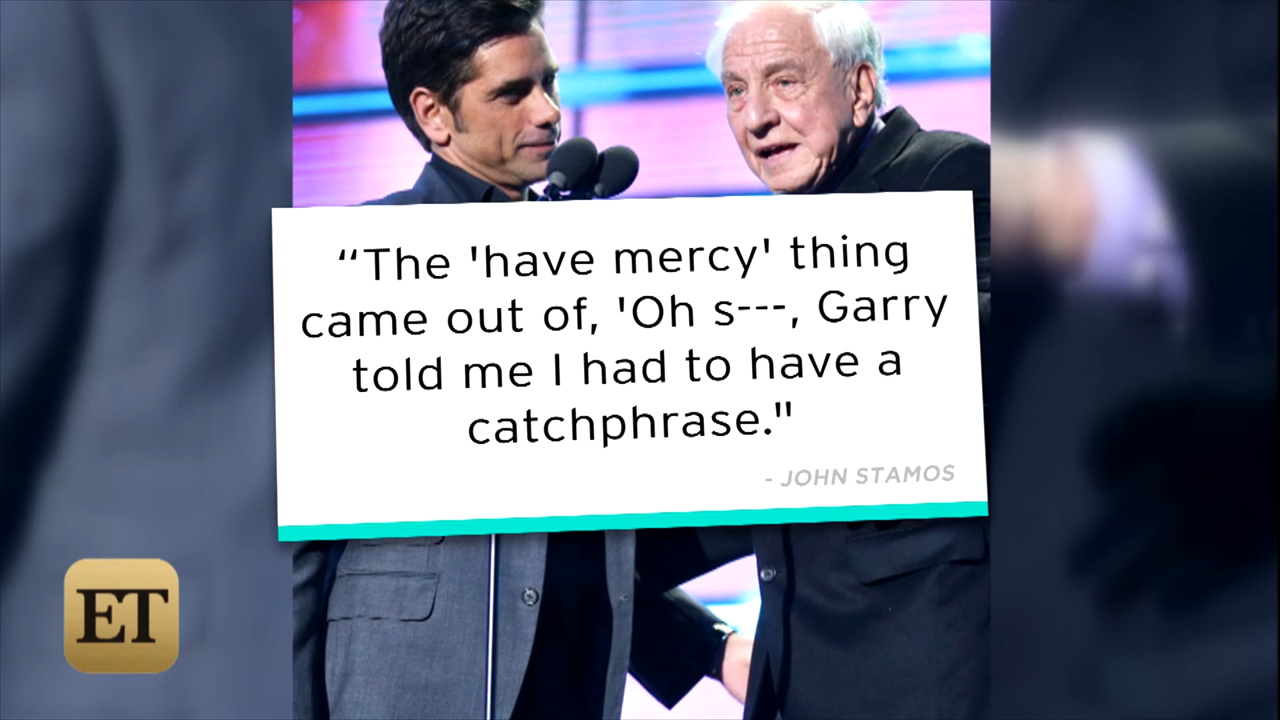 “The 'have mercy' thing
came out of, 'Oh s---, Garry
told me I had to have a
catchphrase."
- JOHN STAMOS
ET